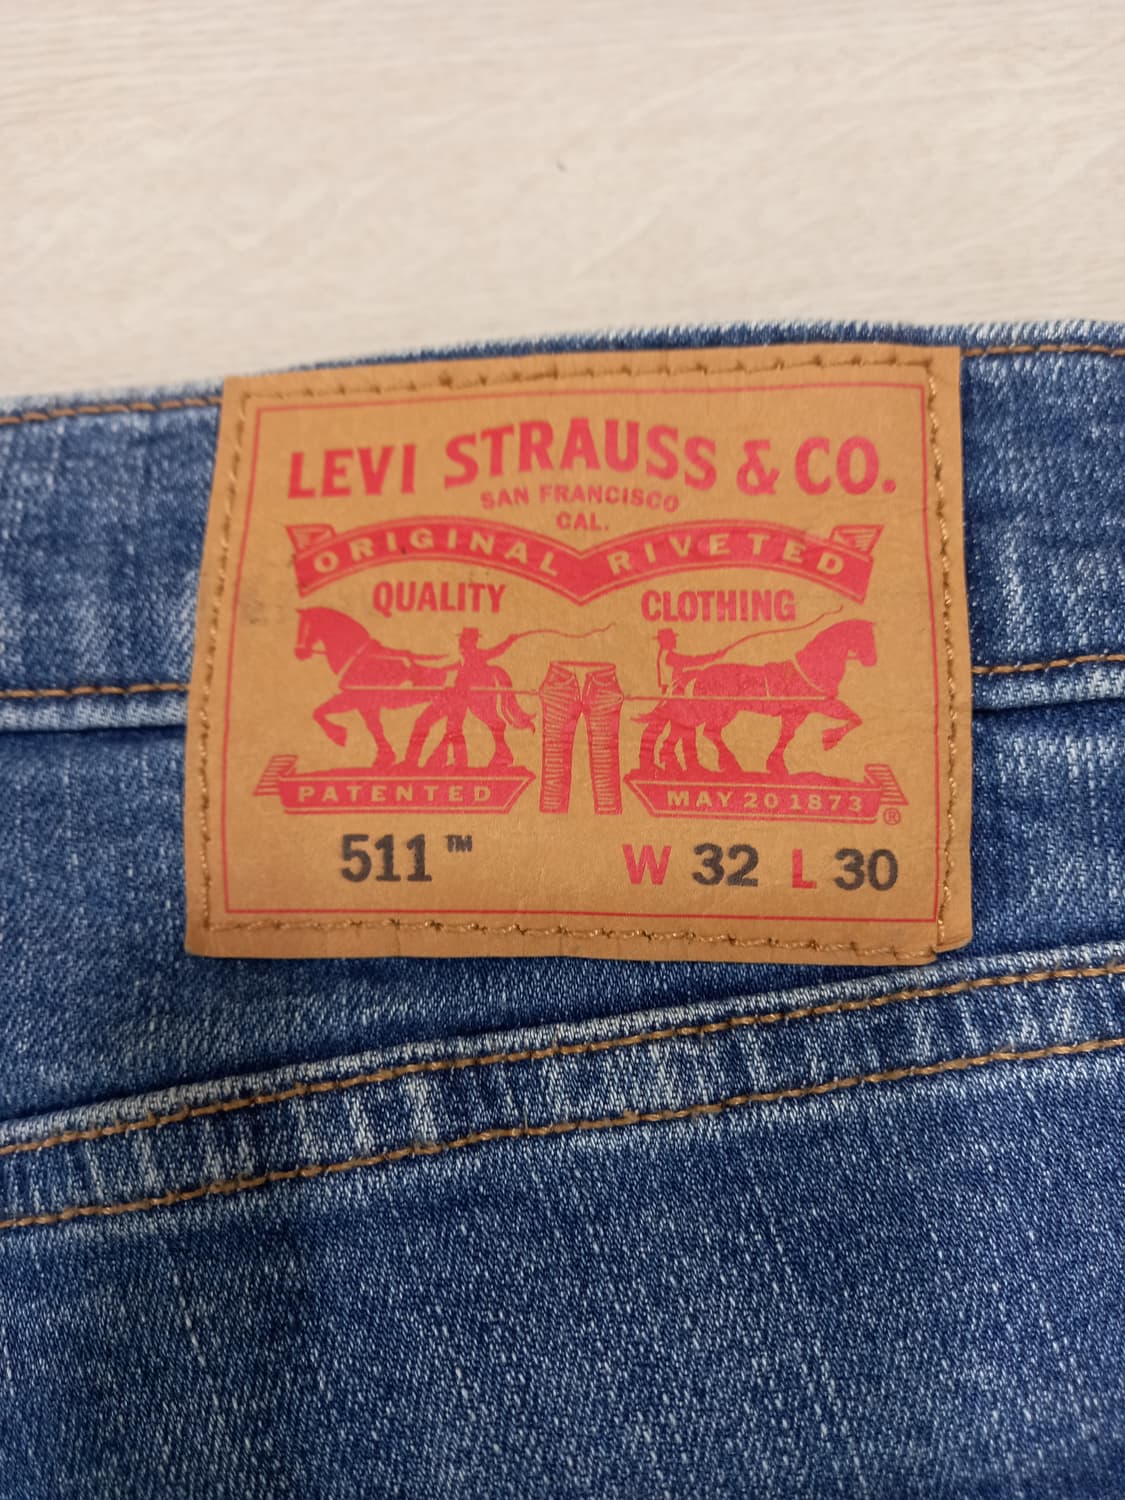 LEVI STRAUSS & CO.
SAN FRANCISCO
CAL.
ORIGINAL RIVETED
QUALITY CLOTHING
PATENTED MAY 20 1873 ®
511™ W 32 L 30